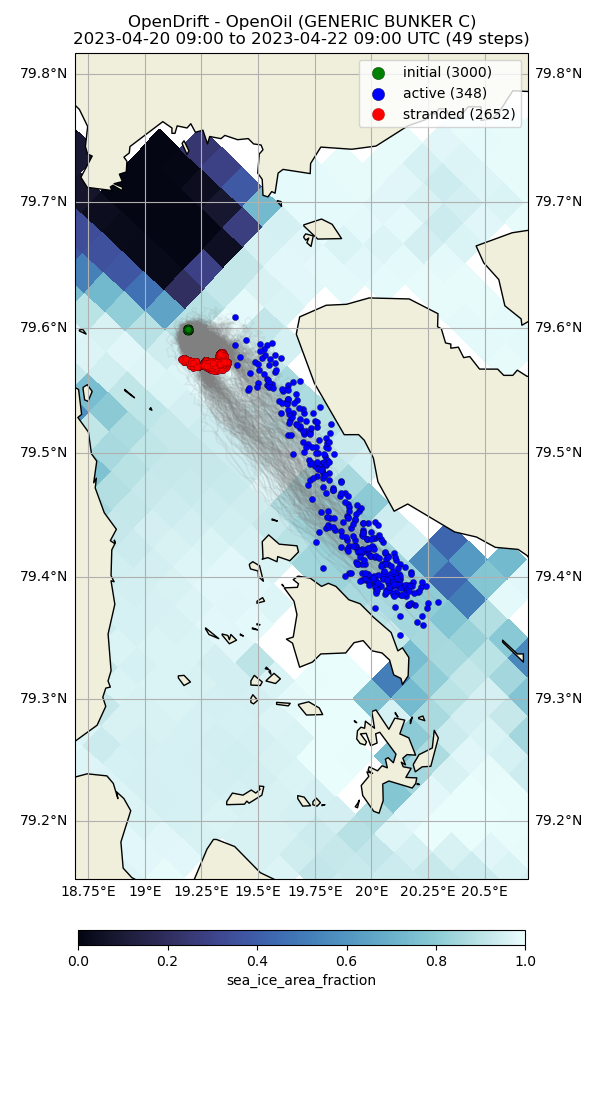 OpenDrift - OpenOil (GENERIC BUNKER C)
2023-04-20 09:00 to 2023-04-22 09:00 UTC (49 steps)
initial (3000)
active (348)
stranded (2652)
79.8°N 79.8°N
79.7°N 79.7°N
79.6°N 79.6°N
79.5°N 79.5°N
79.4°N 79.4°N
79.3°N 79.3°N
79.2°N 79.2°N
18.75°E 19°E 19.25°E 19.5°E 19.75°E 20°E 20.25°E 20.5°E
0.0 0.2 0.4 0.6 0.8 1.0
sea_ice_area_fraction